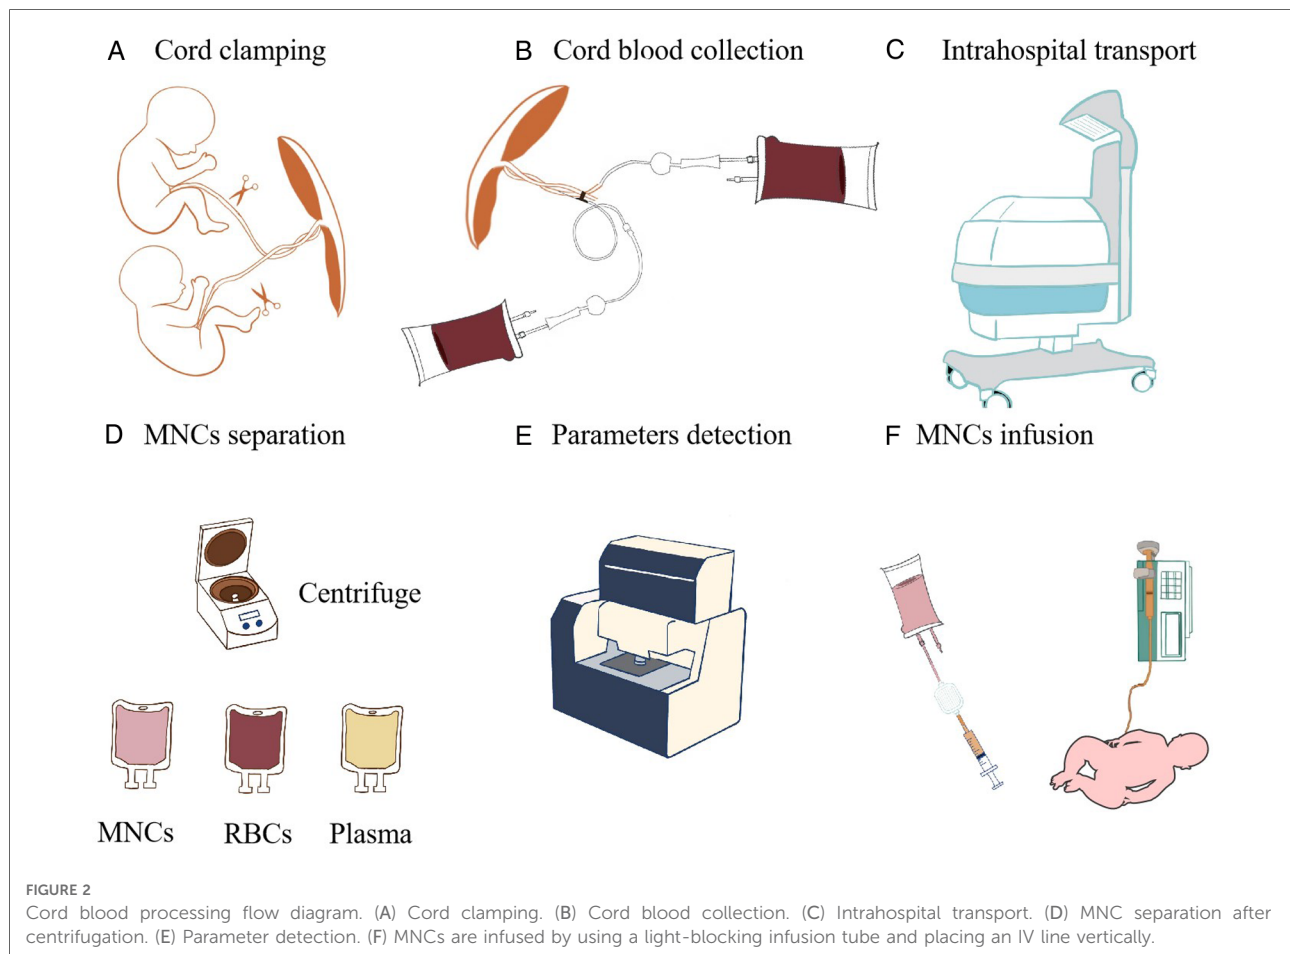 A Cord clamping
B Cord blood collection
C Intrahospital transport
D MNCs separation
E Parameters detection
F MNCs infusion
Centrifuge
MNCs
RBCs
Plasma
FIGURE 2
Cord blood processing flow diagram. (A) Cord clamping. (B) Cord blood collection. (C) Intrahospital transport. (D) MNC separation after
centrifugation. (E) Parameter detection. (F) MNCs are infused by using a light-blocking infusion tube and placing an IV line vertically.